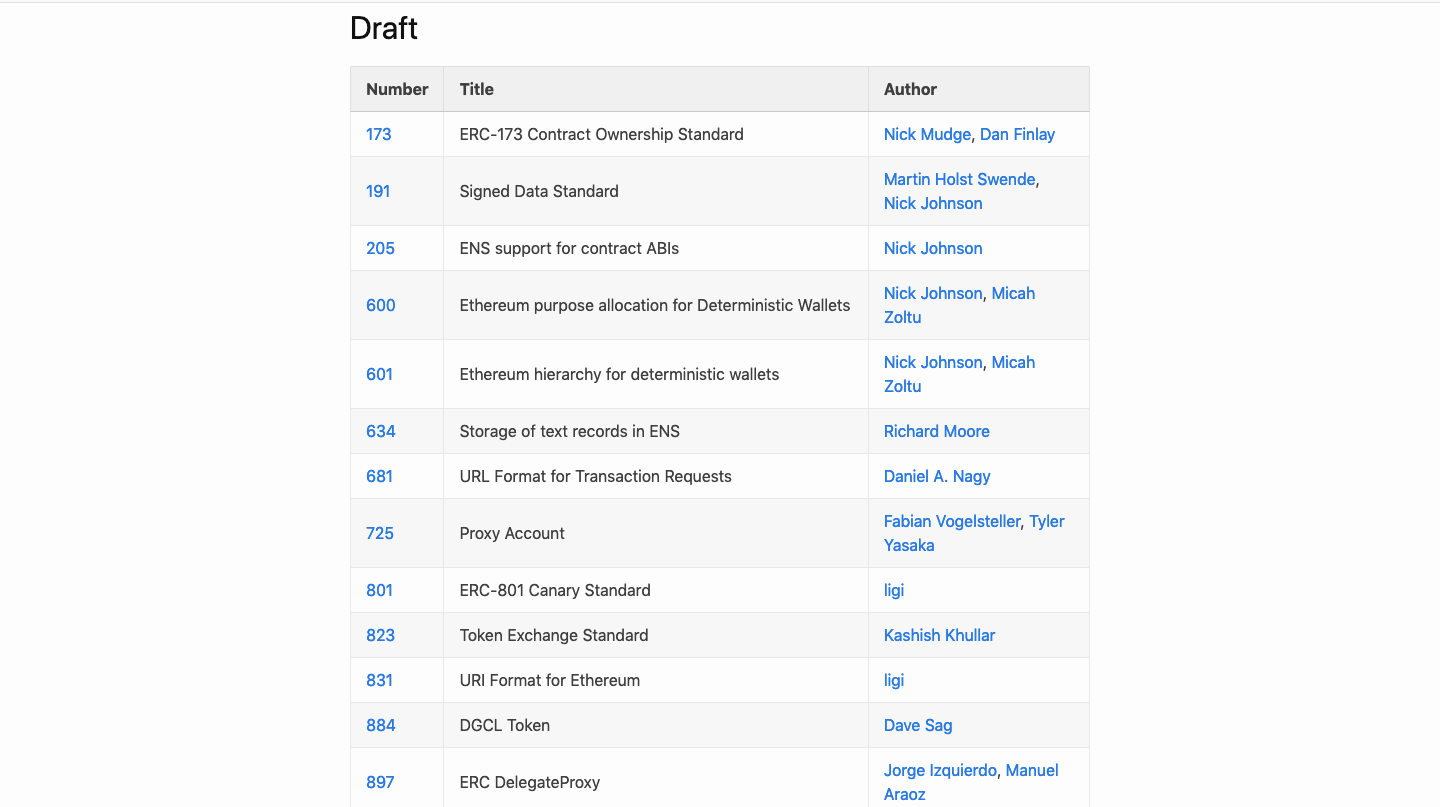 Draft
Number Title Author
173 ERC-173 Contract Ownership Standard Nick Mudge, Dan Finlay
191 Signed Data Standard Martin Holst Swende,
Nick Johnson
205 ENS support for contract ABIs Nick Johnson
600 Ethereum purpose allocation for Deterministic Wallets Nick Johnson, Micah
Zoltu
601 Ethereum hierarchy for deterministic wallets Nick Johnson, Micah
Zoltu
634 Storage of text records in ENS Richard Moore
681 URL Format for Transaction Requests Daniel A. Nagy
725 Proxy Account Fabian Vogelsteller, Tyler
Yasaka
801 ERC-801 Canary Standard ligi
823 Token Exchange Standard Kashish Khullar
831 URI Format for Ethereum ligi
884 DGCL Token Dave Sag
897 ERC DelegateProxy Jorge Izquierdo, Manuel
Araoz